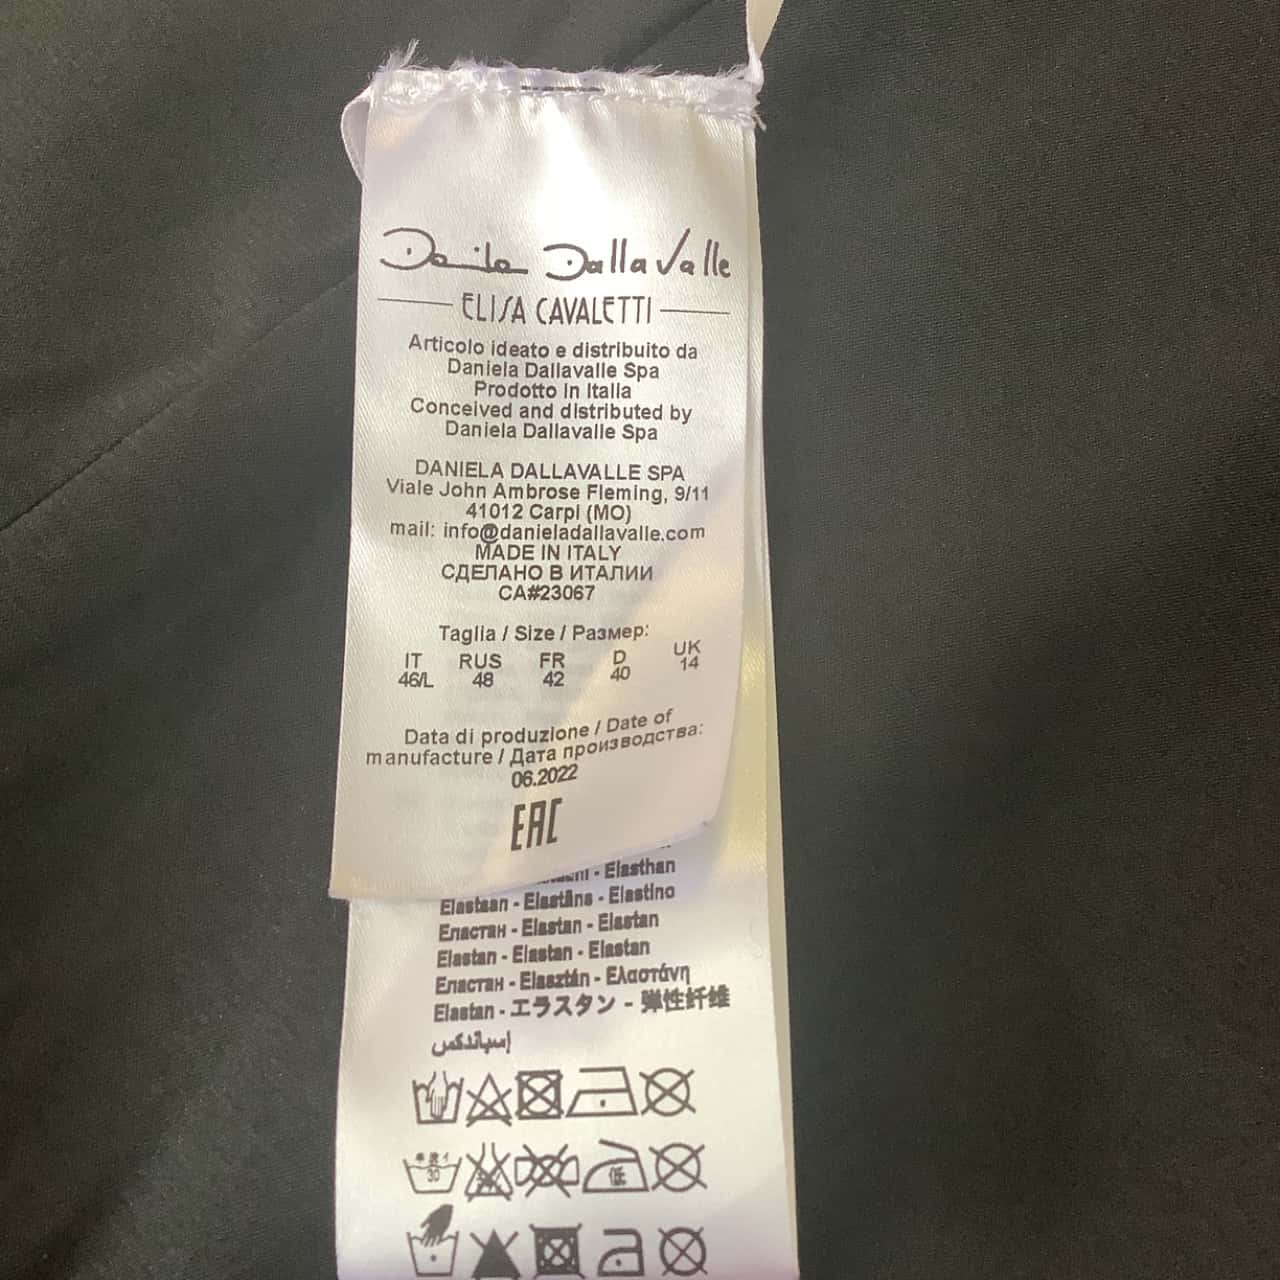 Daniela DallaValle
ELISA CAVALETTI
Articolo ideato e distribuito da
Daniela Dallavalle Spa
Prodotto in Italia
Conceived and distributed by
Daniela Dallavalle Spa
DANIELA DALLAVALLE SPA
Viale John Ambrose Fleming, 9/11
41012 Carpi (MO)
mail: info@danieladallavalle.com
MADE IN ITALY
СДЕЛАНО В ИТАЛИИ
CA#23067
Taglia / Size / Размер:
IT RUS FR D UK
46/L 48 42 40 14
Data di produzione / Date of
manufacture / Дата производства:
06.2022
EAC
- Elasthan
Elastaan - Elastāns - Elastino
Еластан - Elastan - Elastan
Elastan - Elastan - Elastan
Еластан - Elasztán - Ελαστάνη
Elastan - エラスタン - 弹性纤维
إسباندكس
30
低